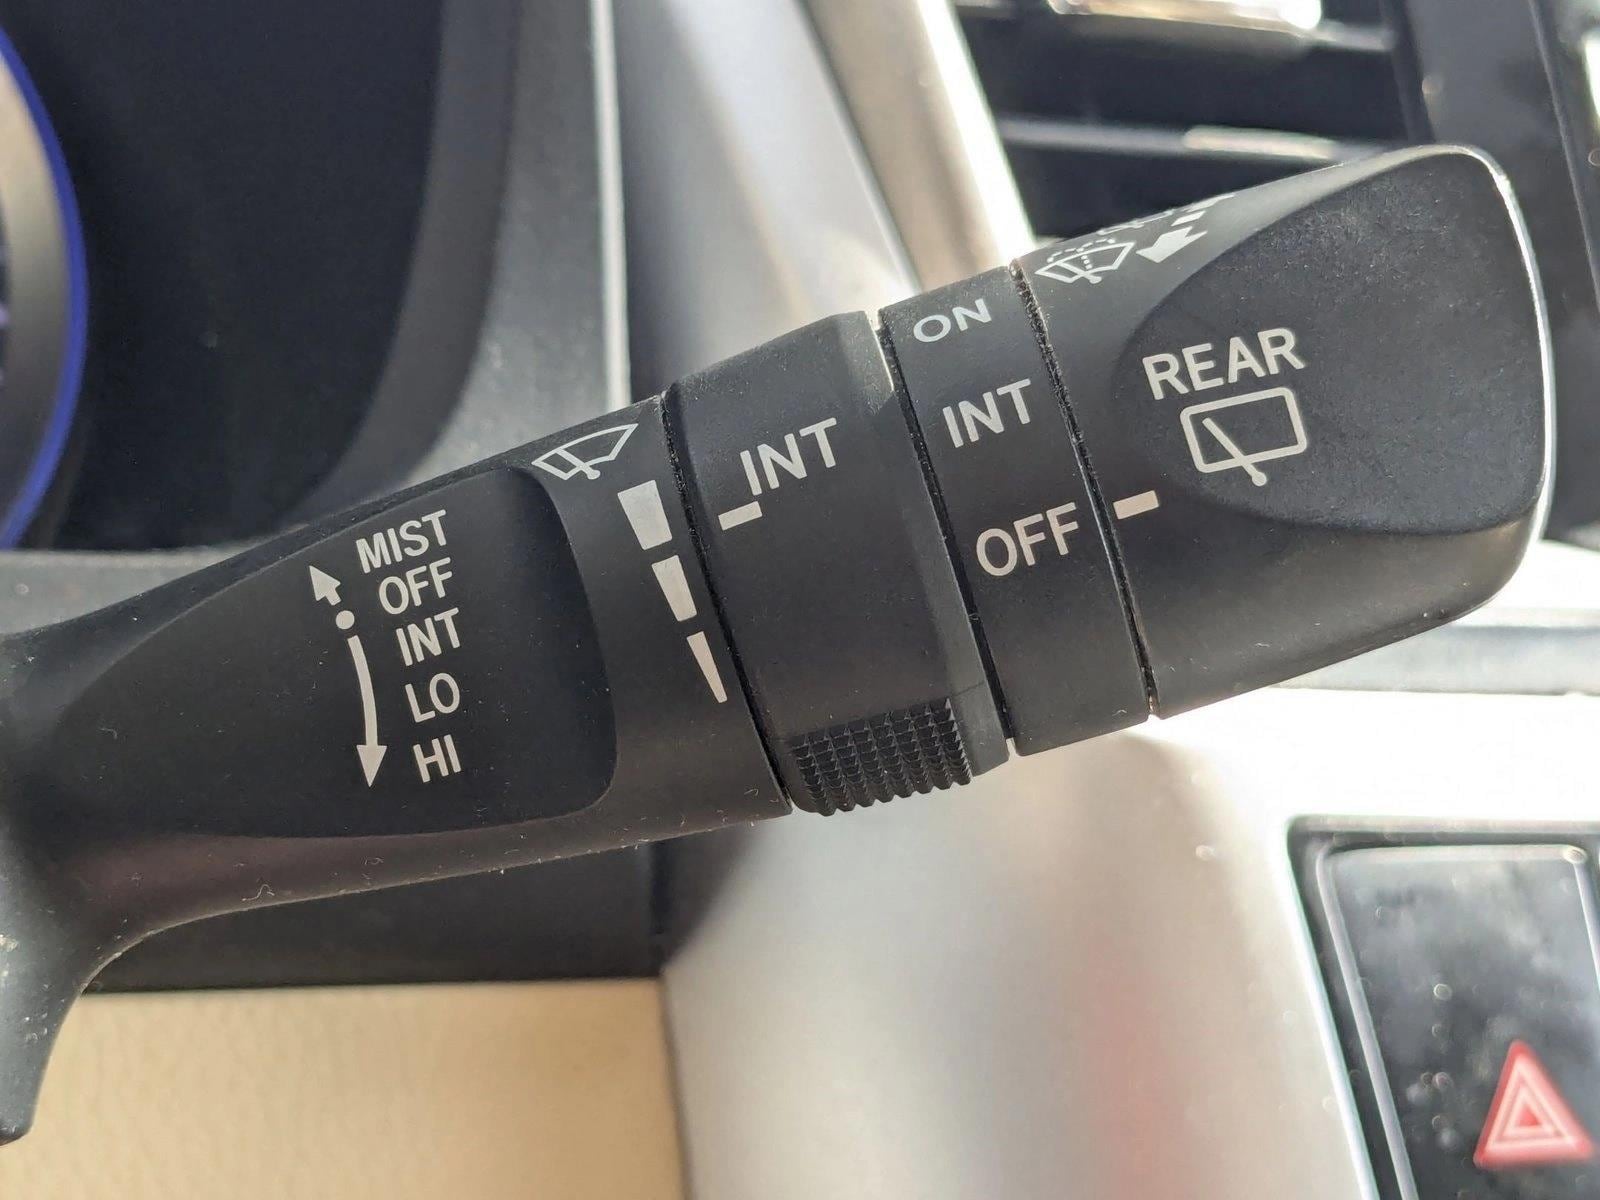 MIST
OFF
INT
LO
HI
INT
ON
INT
OFF
REAR